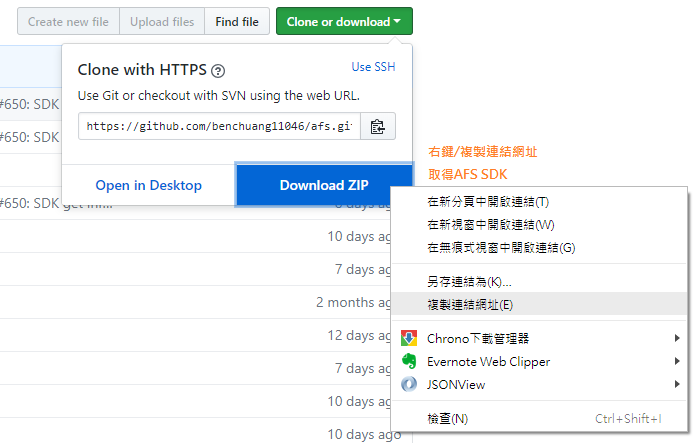 Create new file Upload files Find file Clone or download
Clone with HTTPS Use SSH
#650: SDK
Use Git or checkout with SVN using the web URL.
https://github.com/benchuang11046/afs.git
#650: SDK
右鍵/複製連結網址
取得AFS SDK
Open in Desktop Download ZIP
#650: SDK get inf... 6 days ago
在新分頁中開啟連結(T)
在新視窗中開啟連結(W)
10 days ago
在無痕式視窗中開啟連結(G)
7 days ago
另存連結為(K)...
2 months ago
複製連結網址(E)
12 days ago
Chrono下載管理器
Evernote Web Clipper
7 days ago
JSONView
10 days ago
檢查(N) Ctrl+Shift+I
10 days ago